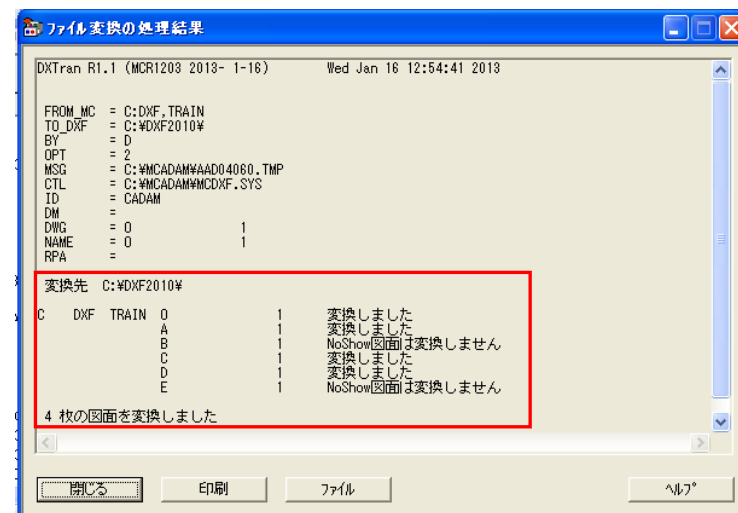 ファイル変換の処理結果
DXTran R1.1 (MCR1203 2013- 1-16) Wed Jan 16 12:54:41 2013
FROM_MC = C:DXF,TRAIN
TO_DXF = C:¥DXF2010¥
BY = D
OPT = 2
MSG = C:¥MCADAM¥AAD04060.TMP
CTL = C:¥MCADAM¥MCDXF.SYS
ID = CADAM
DM =
DWG = 0 1
NAME = 0 1
RPA =
変換先 C:¥DXF2010¥
C DXF TRAIN 0 1 変換しました
A 1 変換しました
B 1 NoShow図面は変換しません
C 1 変換しました
D 1 変換しました
E 1 NoShow図面は変換しません
4 枚の図面を変換しました
閉じる 印刷 ファイル ヘルプ